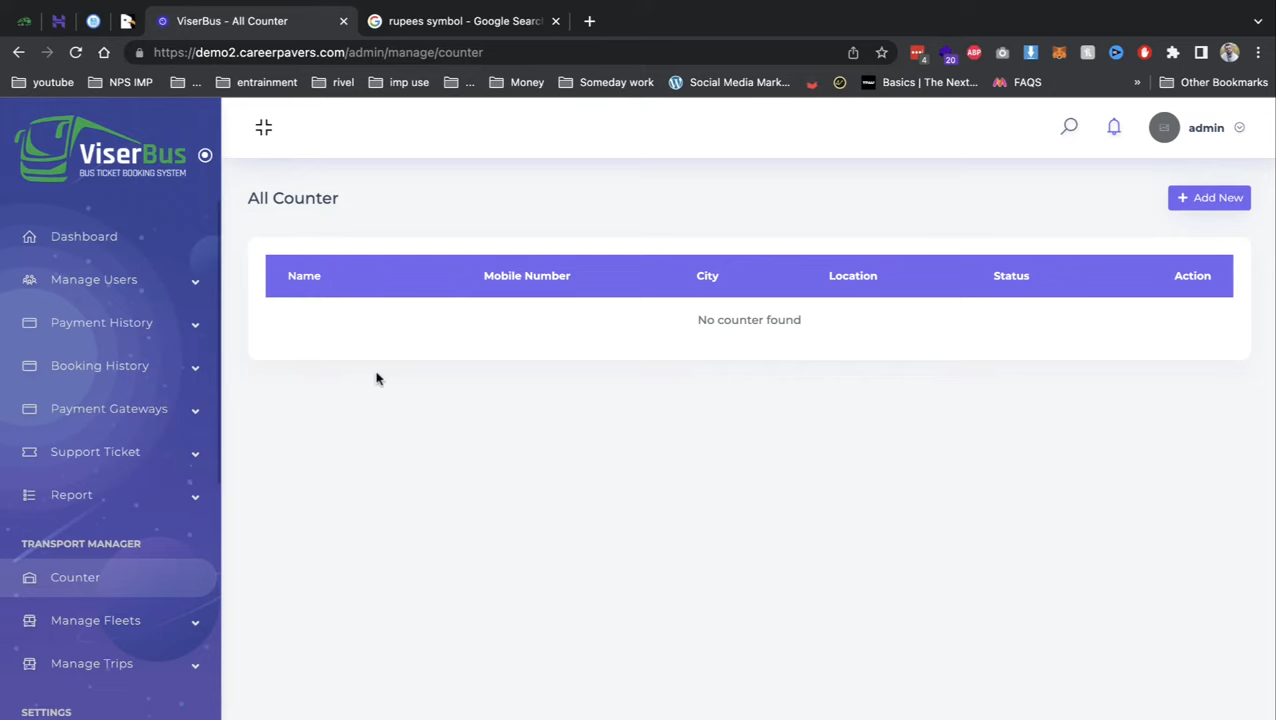 ViserBus - All Counter
rupees symbol - Google Search
https://demo2.careerpavers.com/admin/manage/counter
4
20
ABP
youtube
NPS IMP
...
entrainment
rivel
imp use
...
Money
Someday work
Social Media Mark...
Basics | The Next...
FAQS
»
Other Bookmarks
ViserBus
BUS TICKET BOOKING SYSTEM
admin
All Counter
+ Add New
Dashboard
Manage Users
Payment History
Booking History
Payment Gateways
Support Ticket
Report
TRANSPORT MANAGER
Counter
Manage Fleets
Manage Trips
SETTINGS
Name Mobile Number City Location Status Action
No counter found